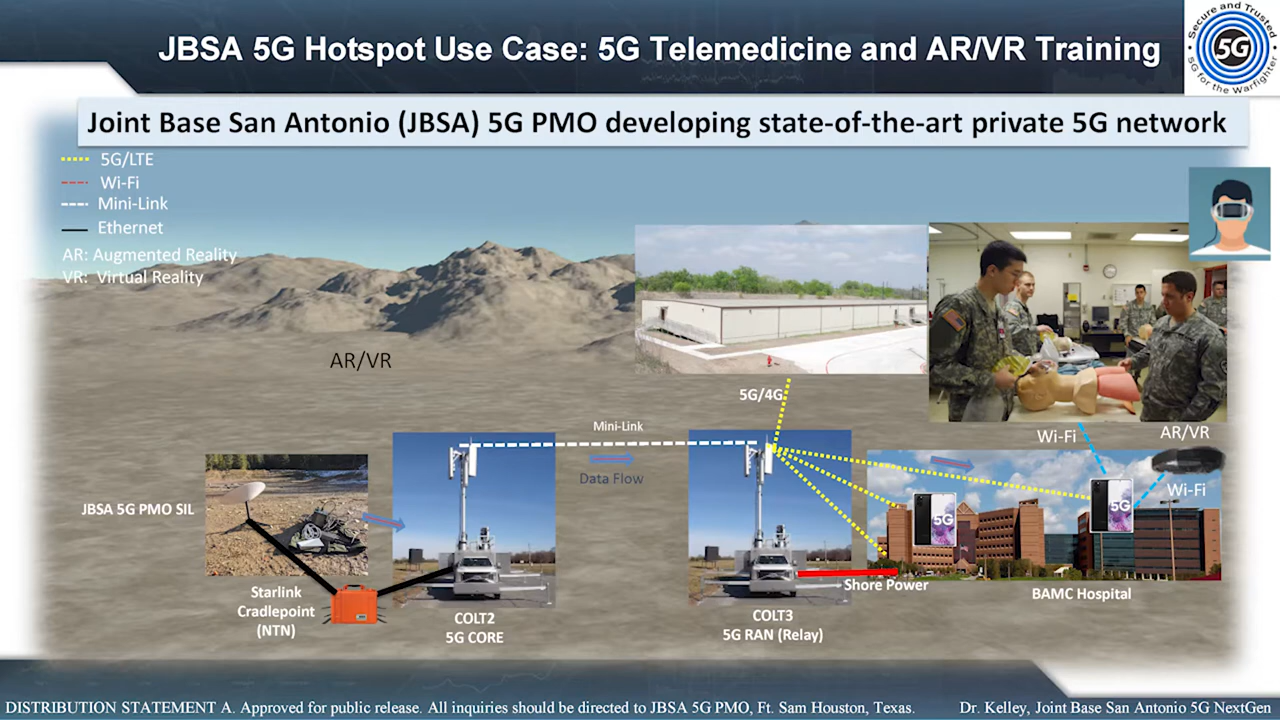 JBSA 5G Hotspot Use Case: 5G Telemedicine and AR/VR Training
Secure and Trusted
5G
5G for the Warfighter
Joint Base San Antonio (JBSA) 5G PMO developing state-of-the-art private 5G network
5G/LTE
Wi-Fi
Mini-Link
Ethernet
AR: Augmented Reality
VR: Virtual Reality
AR/VR
5G/4G
Mini-Link
Data Flow
Wi-Fi
AR/VR
Wi-Fi
5G
5G
JBSA 5G PMO SIL
Starlink
Cradlepoint
(NTN)
COLT2
5G CORE
COLT3
5G RAN (Relay)
Shore Power
BAMC Hospital
DISTRIBUTION STATEMENT A. Approved for public release. All inquiries should be directed to JBSA 5G PMO, Ft. Sam Houston, Texas.
Dr. Kelley, Joint Base San Antonio 5G NextGen